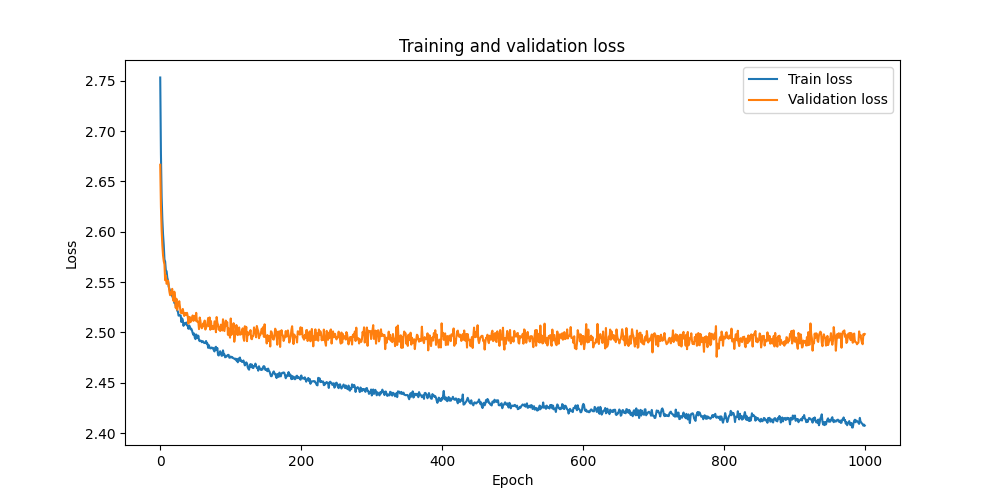 Training and validation loss
Train loss
Validation loss
2.75
2.70
2.65
2.60
2.55
2.50
2.45
2.40
Loss
0 200 400 600 800 1000
Epoch